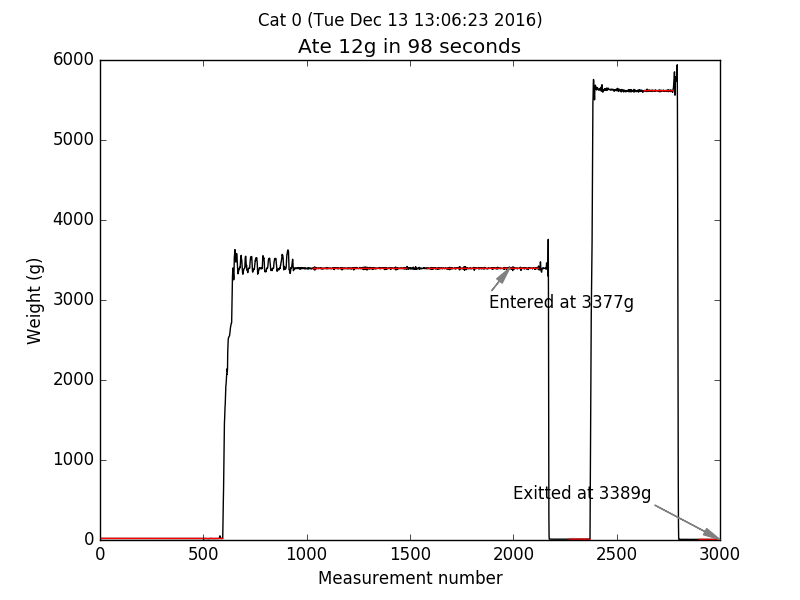 Cat 0 (Tue Dec 13 13:06:23 2016)
Ate 12g in 98 seconds
6000
5000
4000
3000
2000
1000
0
Weight (g)
Entered at 3377g
Exitted at 3389g
0 500 1000 1500 2000 2500 3000
Measurement number